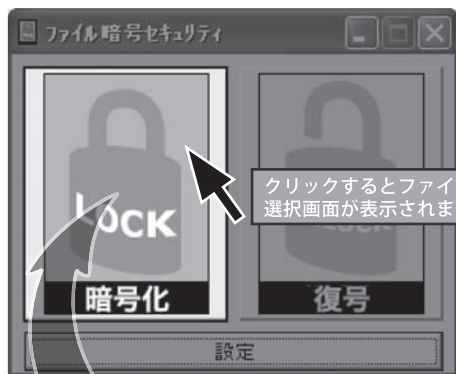 ファイル暗号セキュリティ
LOCK
クリックするとファイ
選択画面が表示されま
暗号化
復号
設定